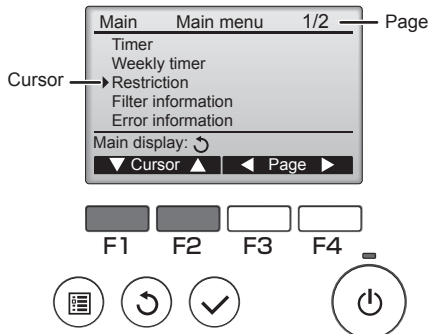 Main Main menu 1/2
Page
Timer
Weekly timer
Cursor
Restriction
Filter information
Error information
Main display:
Cursor Page
F1 F2 F3 F4